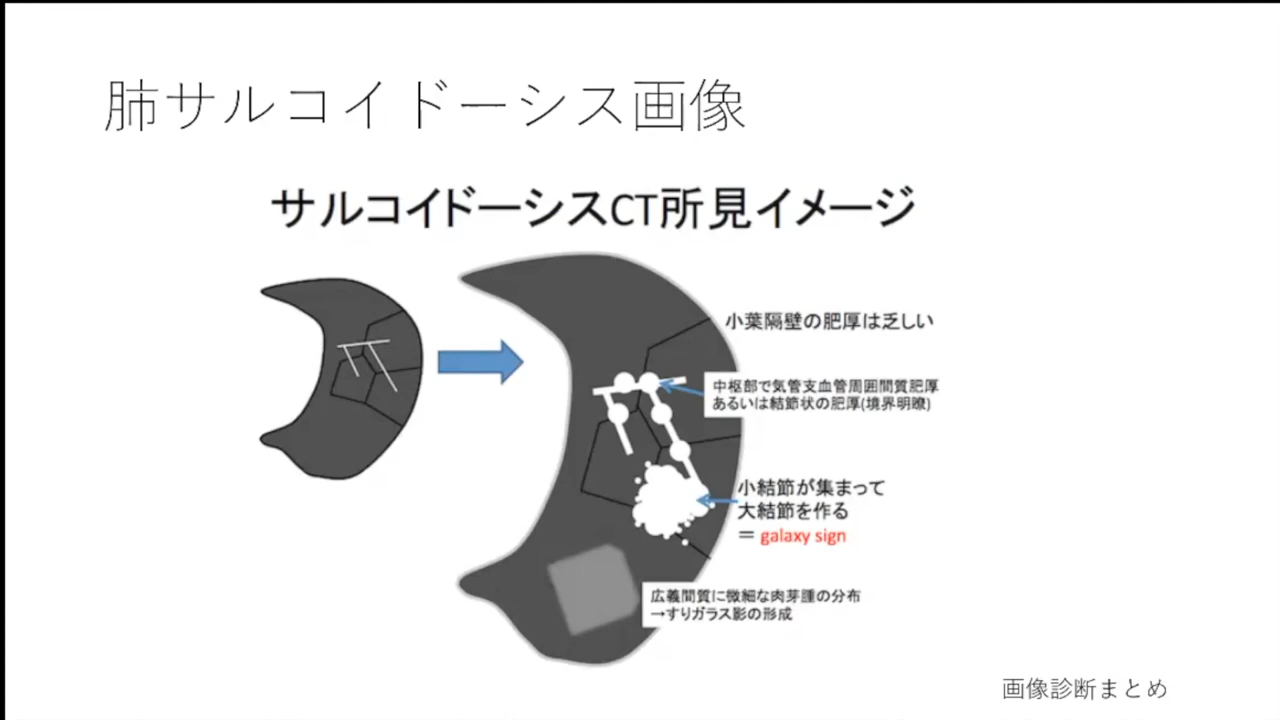 肺サルコイドーシス画像
サルコイドーシスCT所見イメージ
小葉隔壁の肥厚は乏しい
中枢部で気管支血管周囲間質肥厚
あるいは結節状の肥厚(境界明瞭)
小結節が集まって
大結節を作る
＝ galaxy sign
広義間質に微細な肉芽腫の分布
→すりガラス影の形成
画像診断まとめ